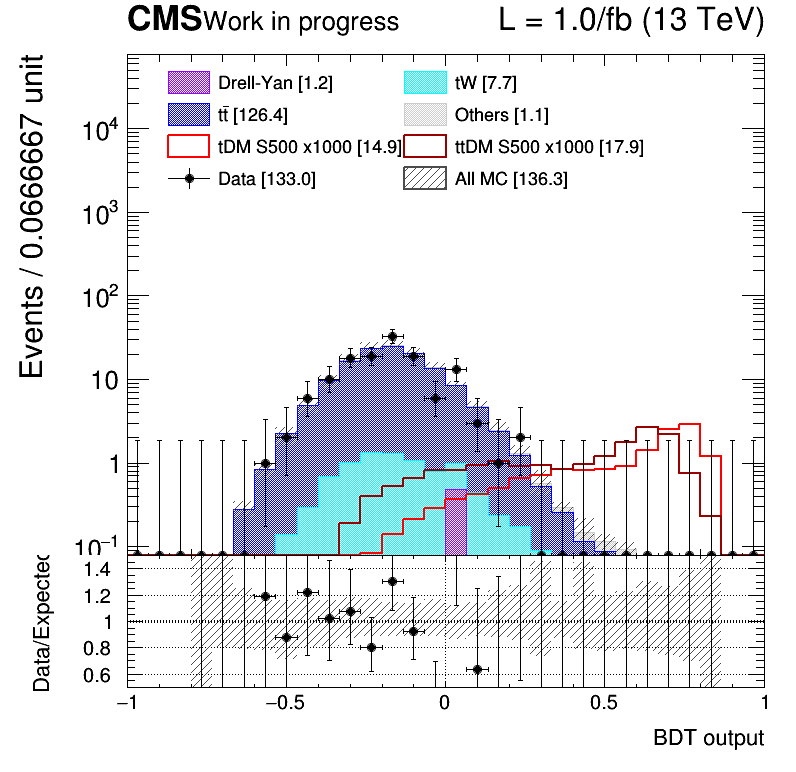 CMS Work in progress L = 1.0/fb (13 TeV)
Events / 0.0666667 unit
Drell-Yan [1.2] tW [7.7]
tt̄ [126.4] Others [1.1]
tDM S500 x1000 [14.9] ttDM S500 x1000 [17.9]
Data [133.0] All MC [136.3]
10⁴
10³
10²
10
1
10⁻¹
Data/Expected
1.4
1.2
1
0.8
0.6
−1 −0.5 0 0.5 1
BDT output